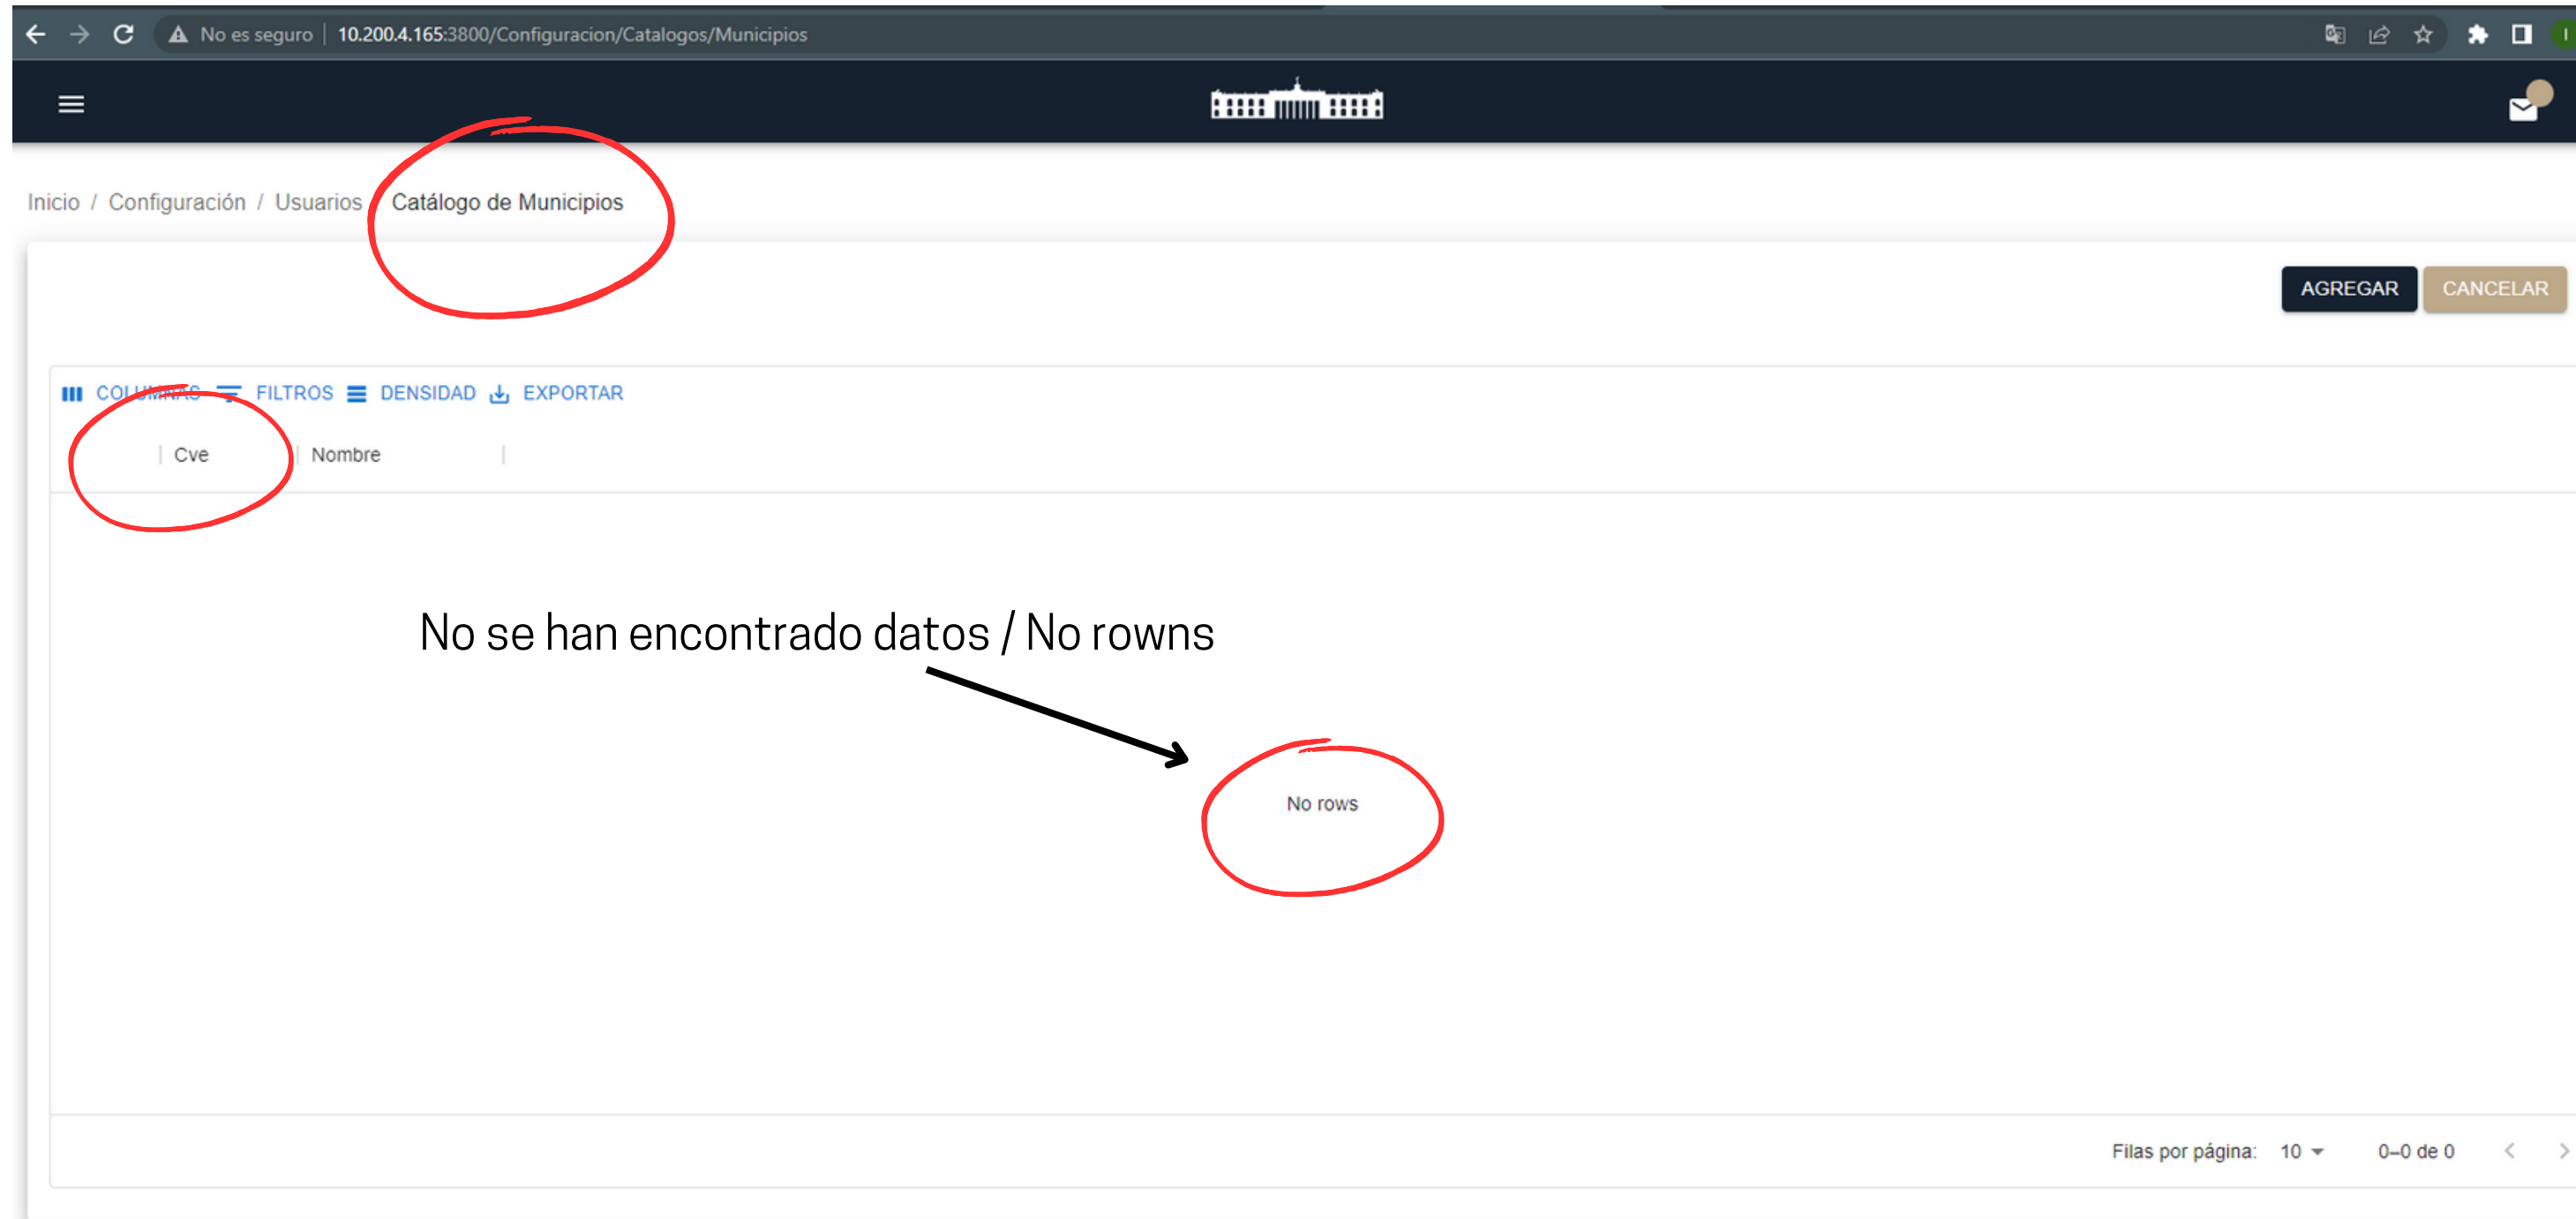 No es seguro | 10.200.4.165:3800/Configuracion/Catalogos/Municipios
Inicio / Configuración / Usuarios Catálogo de Municipios
AGREGAR CANCELAR
COLUMNAS FILTROS DENSIDAD EXPORTAR
Cve Nombre
No se han encontrado datos / No rowns
No rows
Filas por página: 10 0–0 de 0